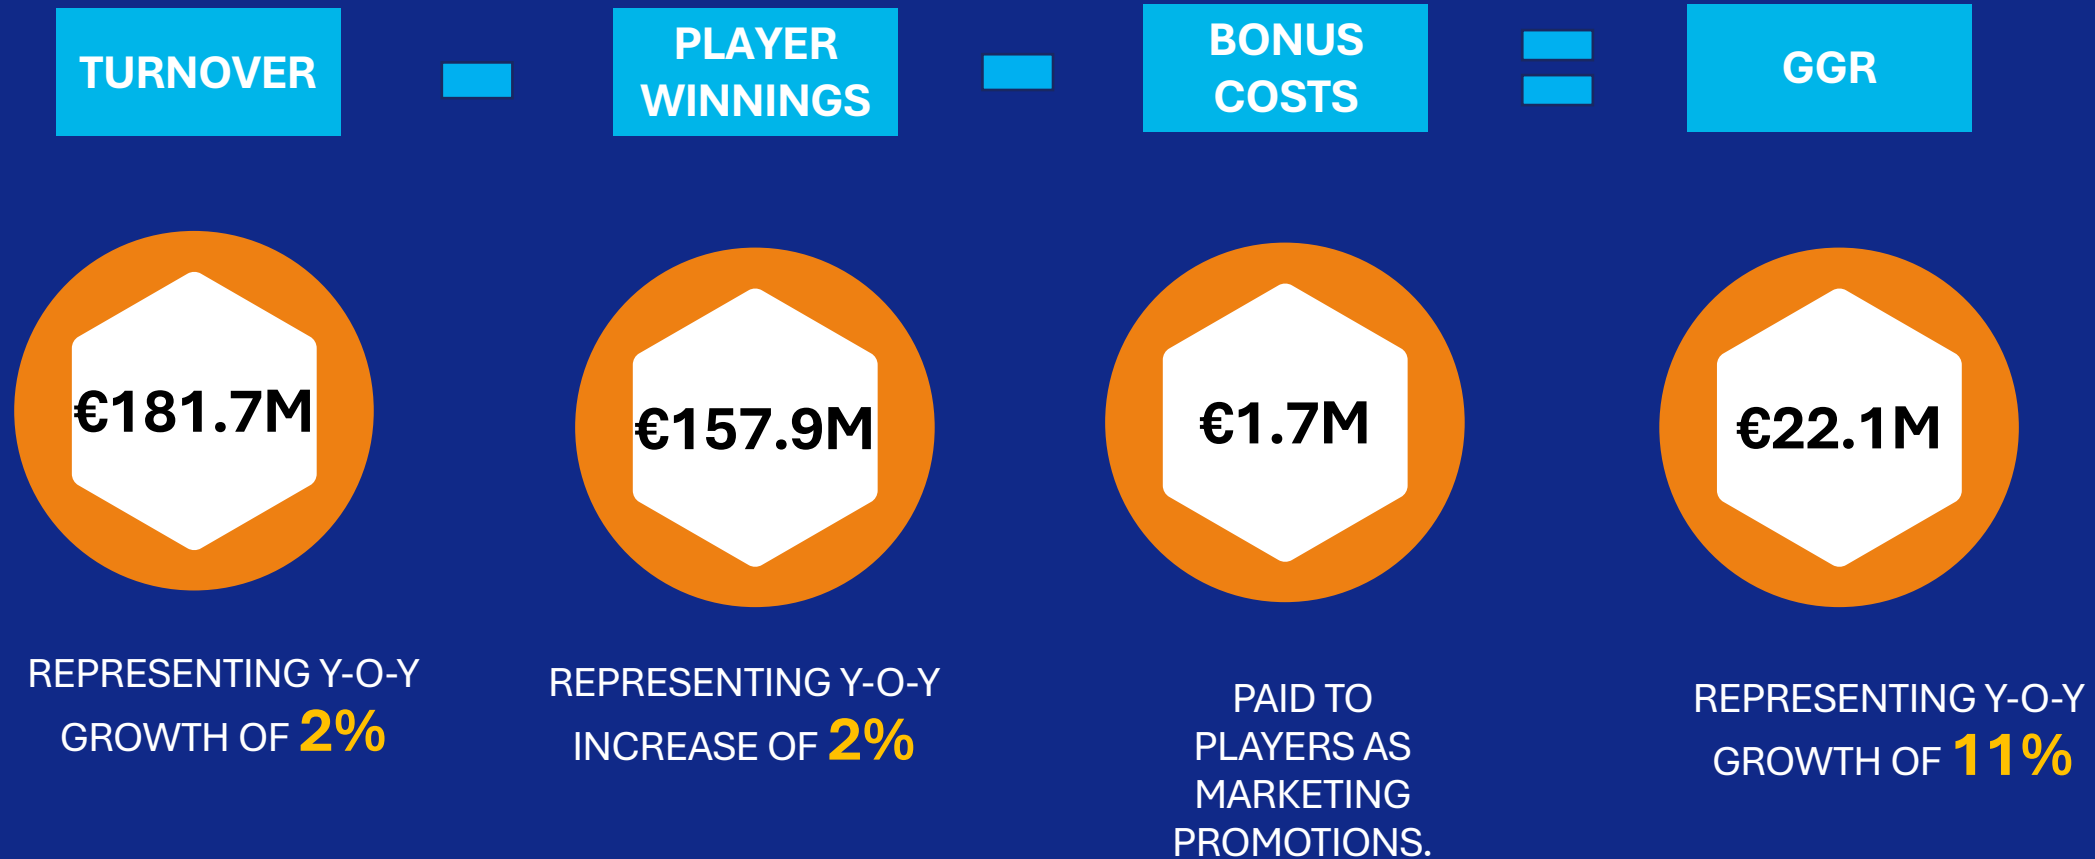 TURNOVER
PLAYER
WINNINGS
BONUS
COSTS
GGR
€181.7M
€157.9M
€1.7M
€22.1M
REPRESENTING Y-O-Y
GROWTH OF 2%
REPRESENTING Y-O-Y
INCREASE OF 2%
PAID TO
PLAYERS AS
MARKETING
PROMOTIONS.
REPRESENTING Y-O-Y
GROWTH OF 11%